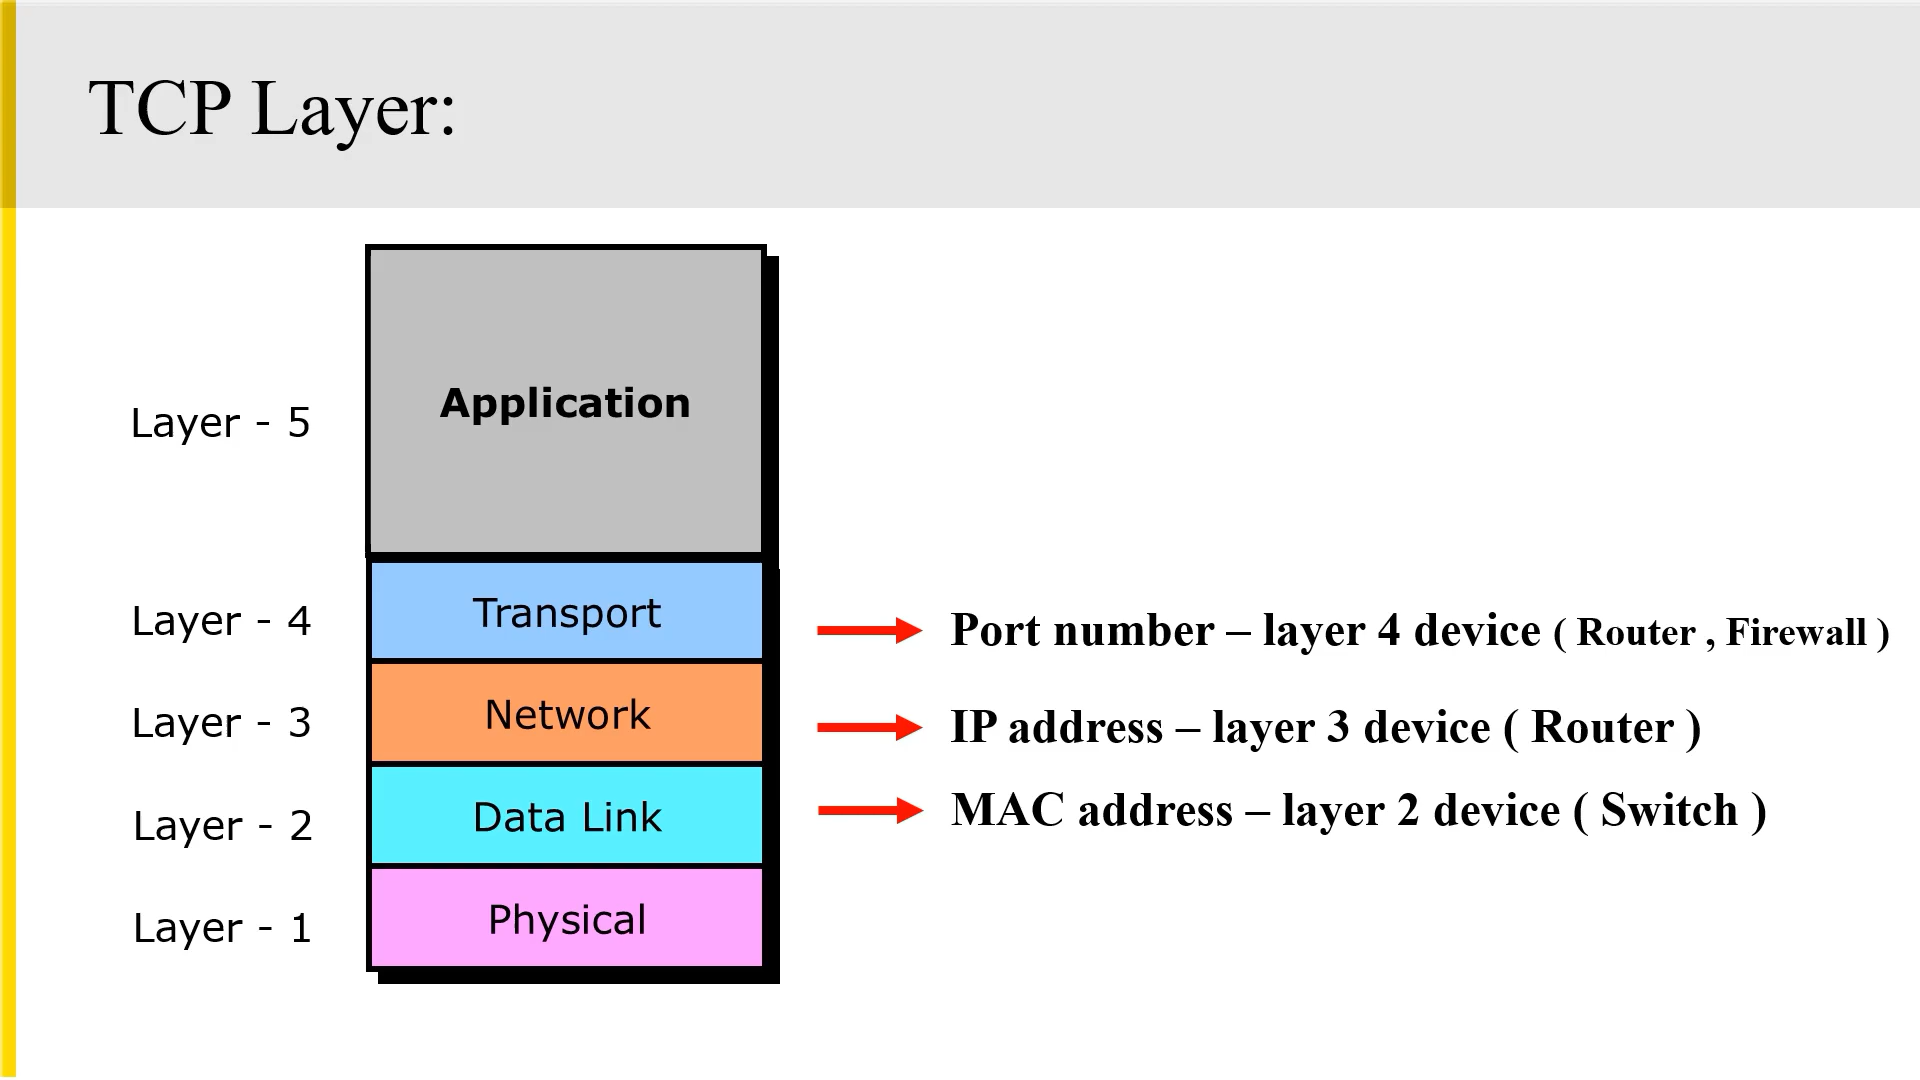 TCP Layer:
Layer - 5
Application
Layer - 4
Transport
Port number – layer 4 device ( Router , Firewall )
Layer - 3
Network
IP address – layer 3 device ( Router )
Layer - 2
Data Link
MAC address – layer 2 device ( Switch )
Layer - 1
Physical